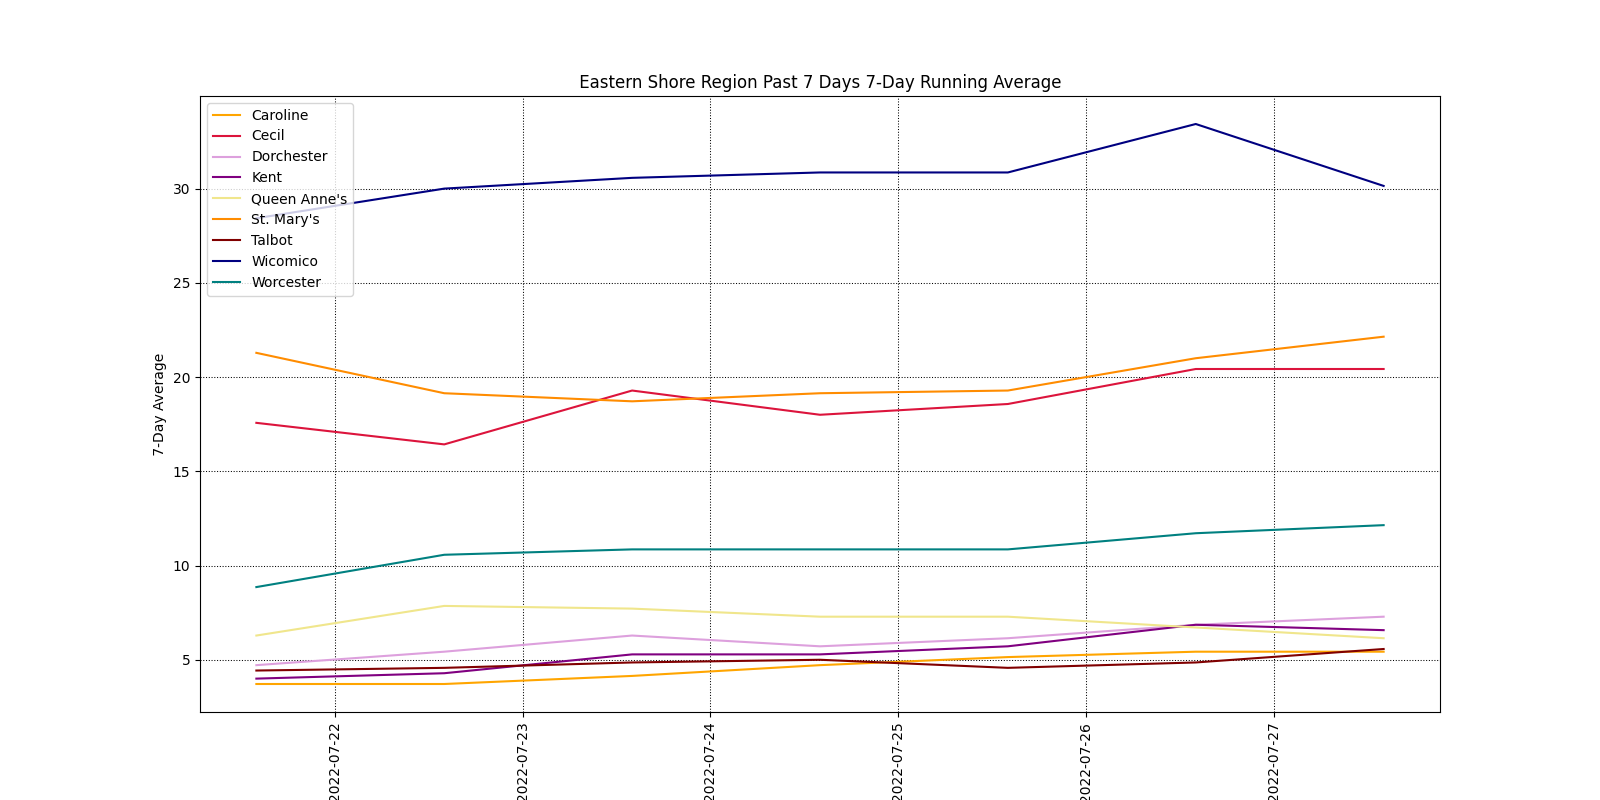 Eastern Shore Region Past 7 Days 7-Day Running Average
Caroline
Cecil
Dorchester
Kent
Queen Anne's
St. Mary's
Talbot
Wicomico
Worcester
30
25
20
15
10
5
7-Day Average
2022-07-22
2022-07-23
2022-07-24
2022-07-25
2022-07-26
2022-07-27